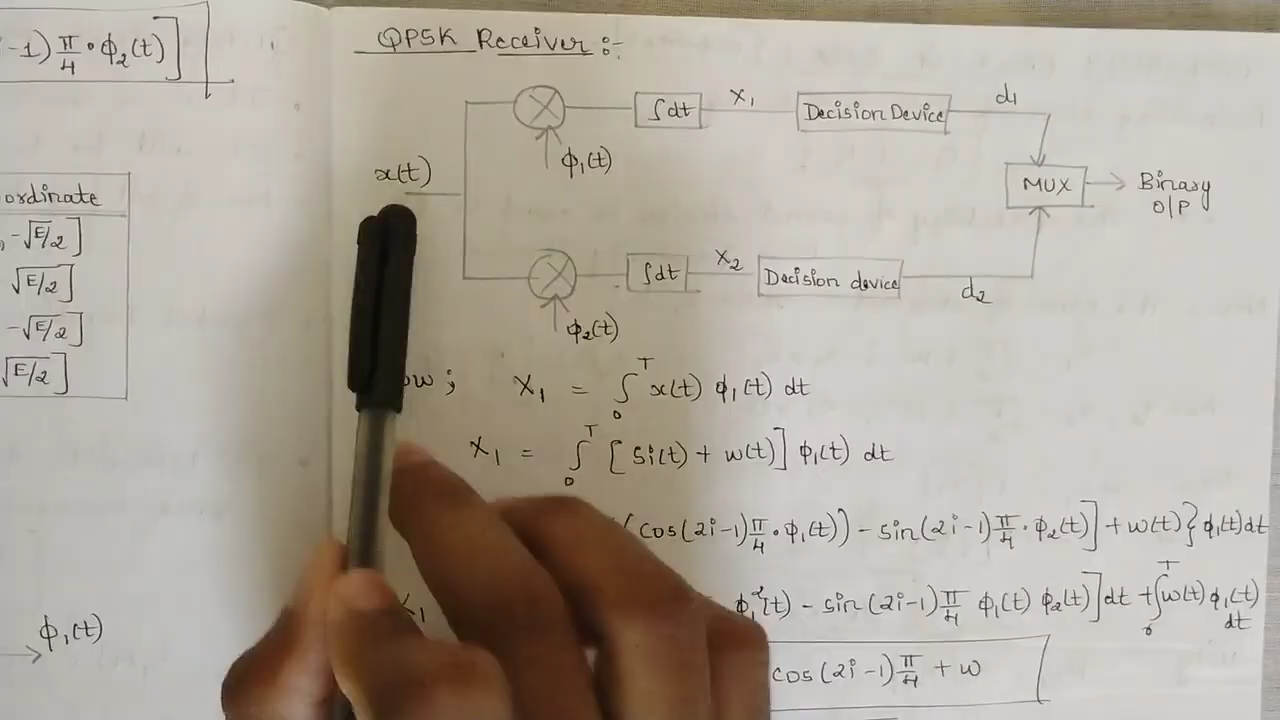 -1) π/4 · φ₂(t)]
ordinate
-√E/2]
√E/2]
-√E/2]
√E/2]
φ₁(t)
QPSK Receiver :-
x(t)
φ₁(t)
∫dt
X₁
Decision Device
d₁
MUX
Binary
O/P
φ₂(t)
∫dt
X₂
Decision device
d₂
ow ; X₁ = ∫₀ᵀ x(t) φ₁(t) dt
X₁ = ∫₀ᵀ [Si(t) + w(t)] φ₁(t) dt
(cos(2i-1)π/4 · φ₁(t)) - sin(2i-1)π/4 · φ₂(t)] + w(t)} φ₁(t)dt
X₁ φ₁²(t) - sin(2i-1)π/4 φ₁(t) φ₂(t)]dt + ∫₀ᵀ w(t) φ₁(t) dt
cos(2i-1)π/4 + w